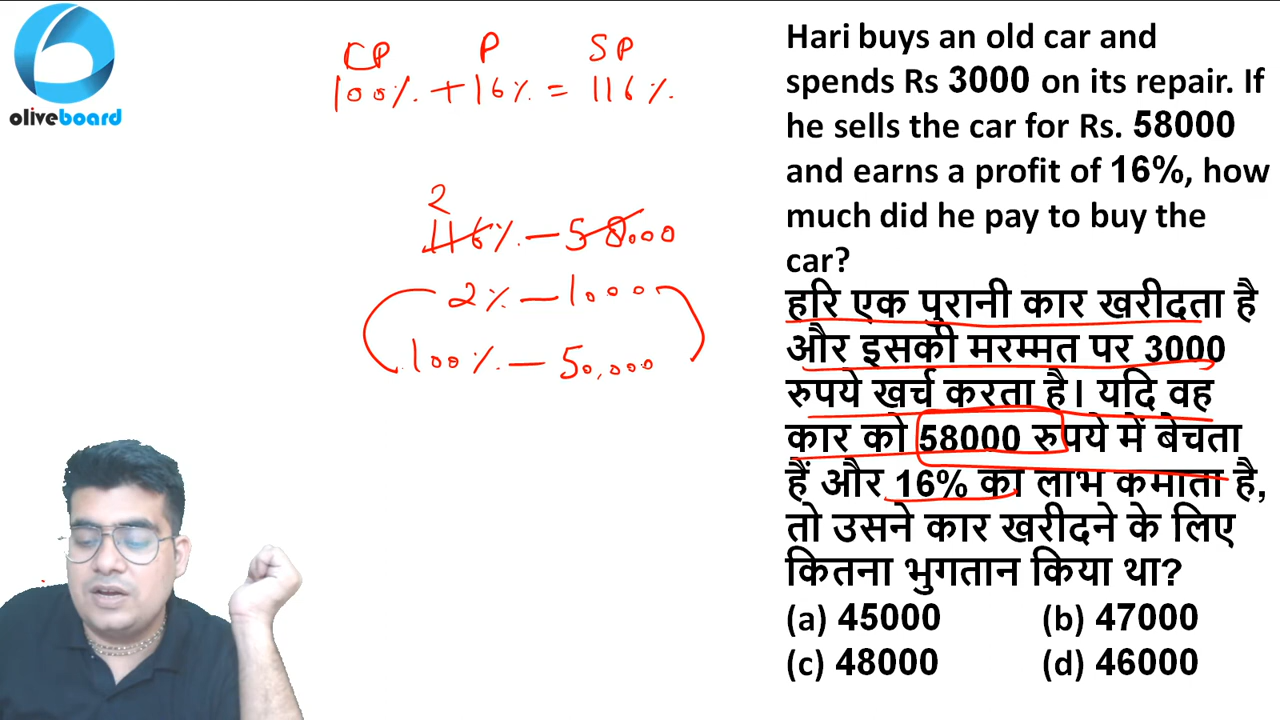 oliveboard
CP P SP
100% + 16% = 116%
2
116% — 58000
2% — 1000
100% — 50,000
Hari buys an old car and
spends Rs 3000 on its repair. If
he sells the car for Rs. 58000
and earns a profit of 16%, how
much did he pay to buy the
car?
हरि एक पुरानी कार खरीदता है
और इसकी मरम्मत पर 3000
रुपये खर्च करता है। यदि वह
कार को 58000 रुपये में बेचता
हैं और 16% का लाभ कमाता है,
तो उसने कार खरीदने के लिए
कितना भुगतान किया था?
(a) 45000 (b) 47000
(c) 48000 (d) 46000